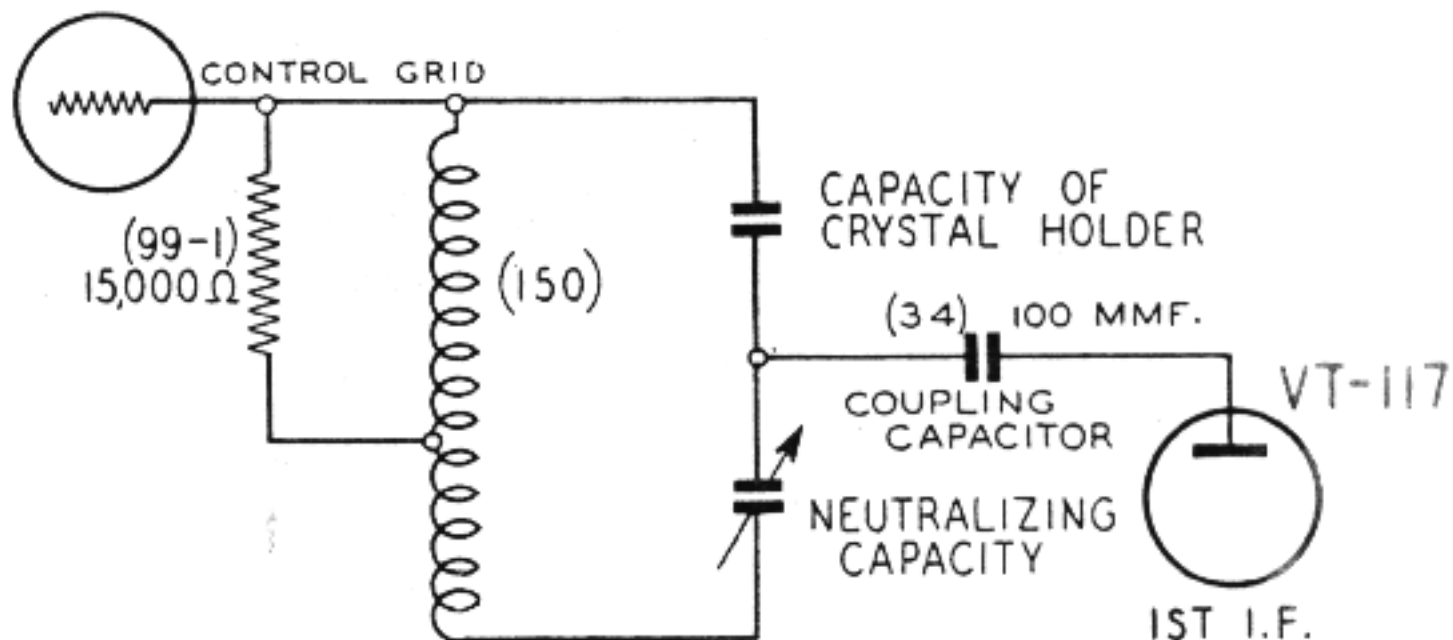 CONTROL GRID
(99-1)
15,000 Ω
(150)
CAPACITY OF
CRYSTAL HOLDER
(34) 100 MMF.
COUPLING
CAPACITOR
VT-117
NEUTRALIZING
CAPACITY
1ST I.F.